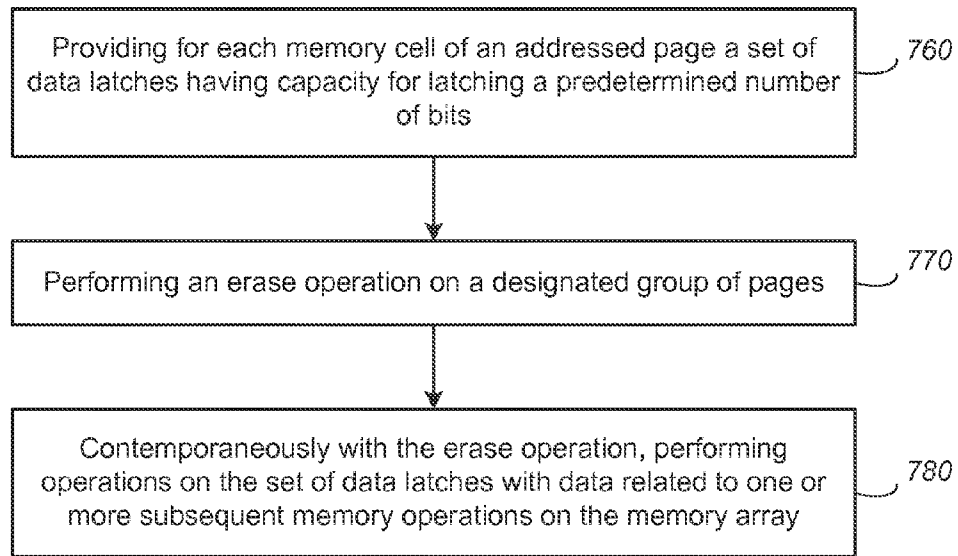 Providing for each memory cell of an addressed page a set of
data latches having capacity for latching a predetermined number
of bits
760
Performing an erase operation on a designated group of pages
770
Contemporaneously with the erase operation, performing
operations on the set of data latches with data related to one or
more subsequent memory operations on the memory array
780